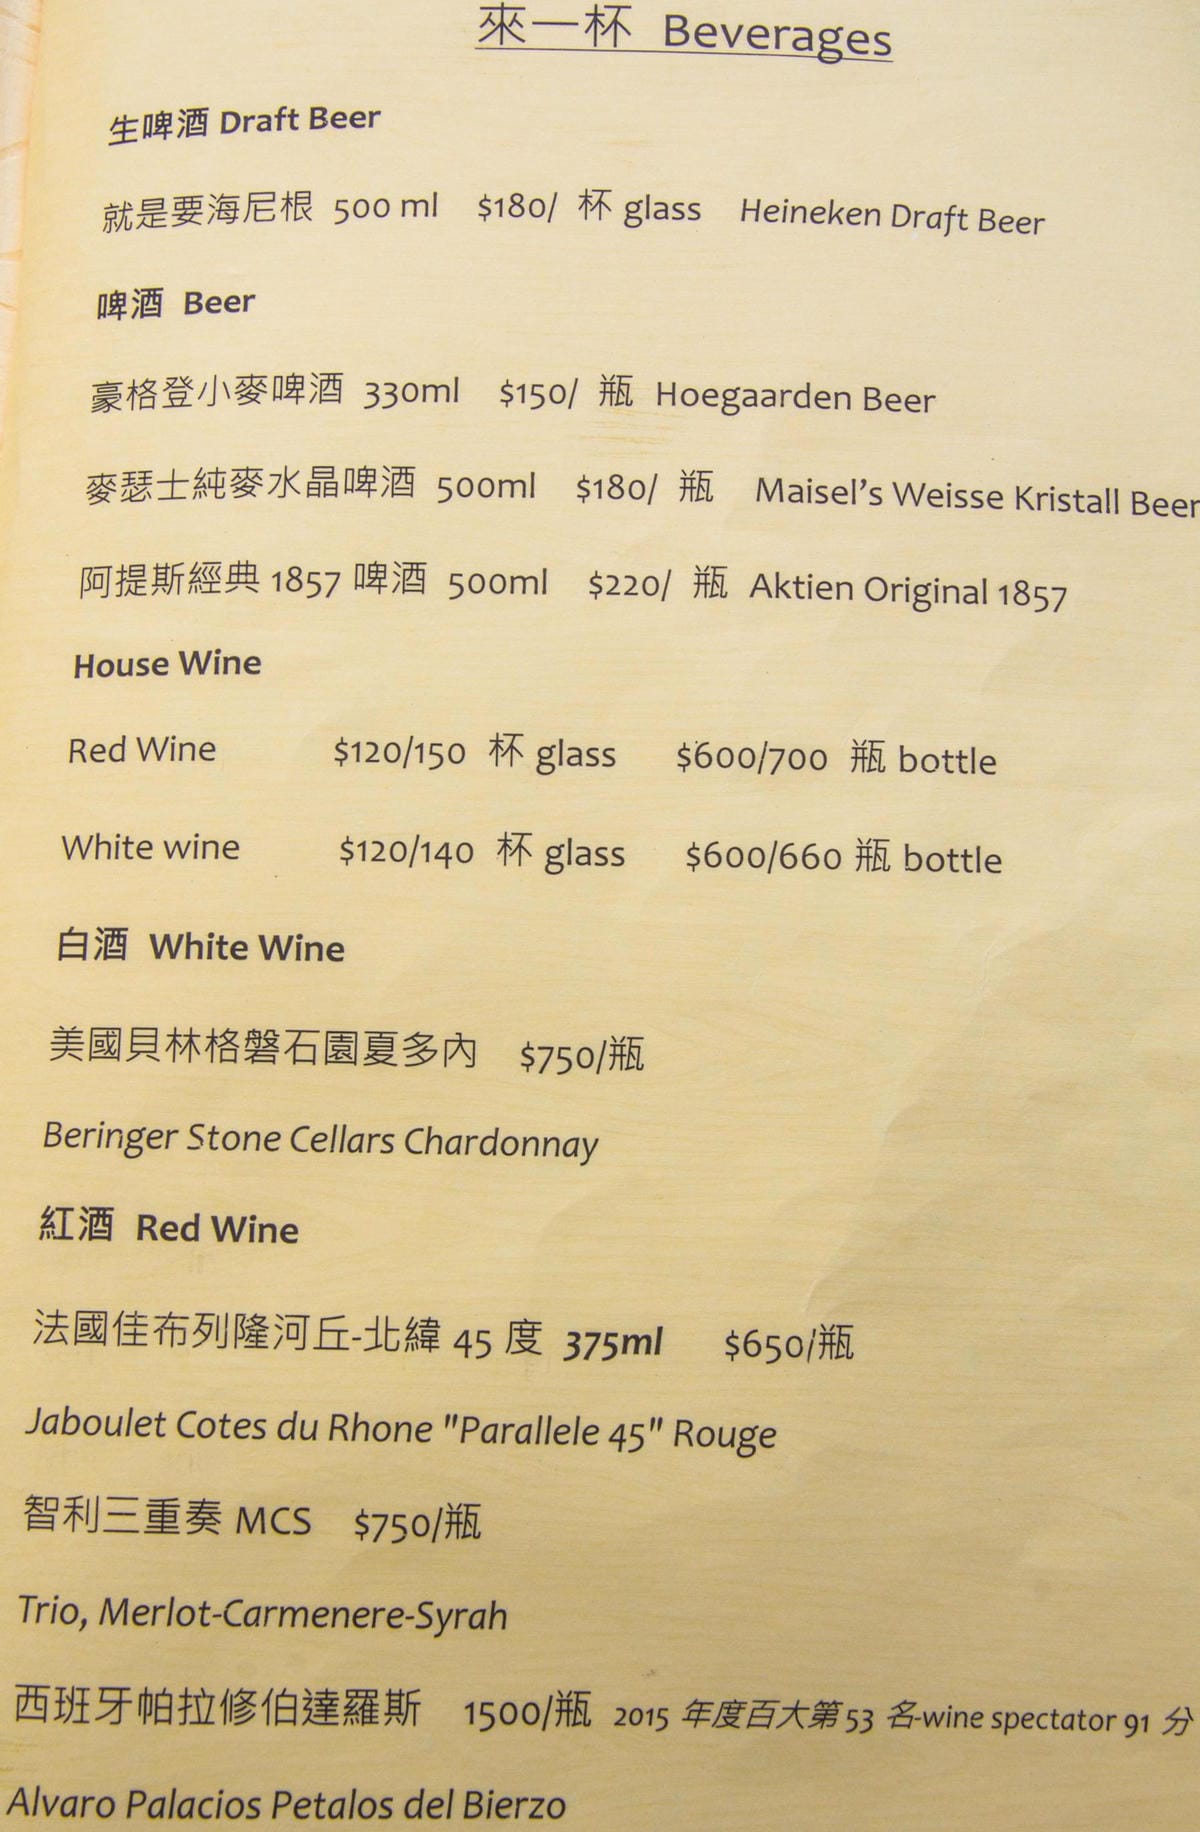 來一杯 Beverages
生啤酒 Draft Beer
就是要海尼根 500 ml $180/ 杯 glass Heineken Draft Beer
啤酒 Beer
豪格登小麥啤酒 330ml $150/ 瓶 Hoegaarden Beer
麥瑟士純麥水晶啤酒 500ml $180/ 瓶 Maisel's Weisse Kristall Beer
阿提斯經典 1857 啤酒 500ml $220/ 瓶 Aktien Original 1857
House Wine
Red Wine $120/150 杯 glass $600/700 瓶 bottle
White wine $120/140 杯 glass $600/660 瓶 bottle
白酒 White Wine
美國貝林格磐石園夏多內 $750/瓶
Beringer Stone Cellars Chardonnay
紅酒 Red Wine
法國佳布列隆河丘-北緯 45 度 375ml $650/瓶
Jaboulet Cotes du Rhone "Parallele 45" Rouge
智利三重奏 MCS $750/瓶
Trio, Merlot-Carmenere-Syrah
西班牙帕拉修伯達羅斯 1500/瓶 2015 年度百大第 53 名-wine spectator 91 分
Alvaro Palacios Petalos del Bierzo